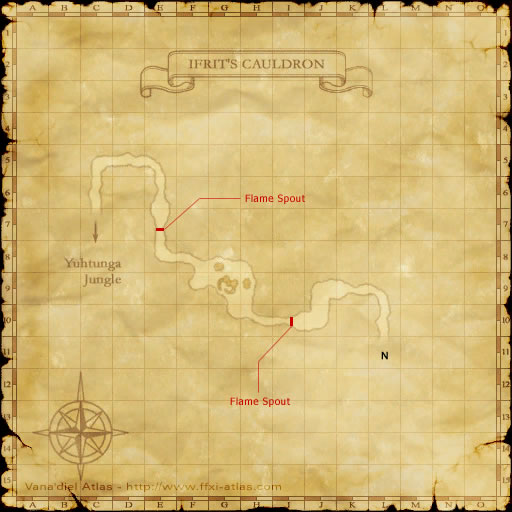 A B C D E F G H I J K L M N O
IFRIT'S CAULDRON
Flame Spout
Yuhtunga
Jungle
N
Flame Spout
Vana'diel Atlas - http://www.ffxi-atlas.com
1
2
3
4
5
6
7
8
9
10
11
12
13
14
15